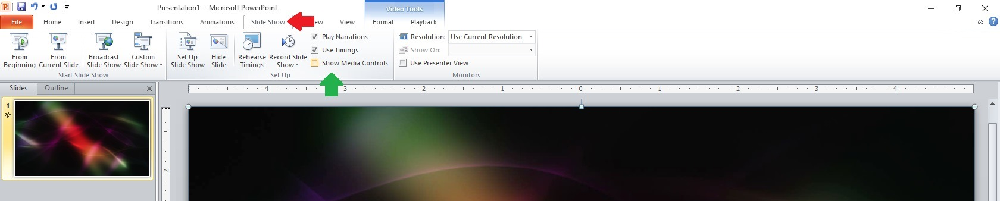 Presentation1 - Microsoft PowerPoint
Video Tools
File Home Insert Design Transitions Animations Slide Show View Format Playback
From Beginning
From Current Slide
Broadcast Slide Show
Custom Slide Show
Start Slide Show
Set Up Slide Show
Hide Slide
Rehearse Timings
Record Slide Show
Play Narrations
Use Timings
Show Media Controls
Set Up
Resolution: Use Current Resolution
Show On:
Use Presenter View
Monitors
Slides Outline
1
4 3 2 1 0 1 2 3 4
2